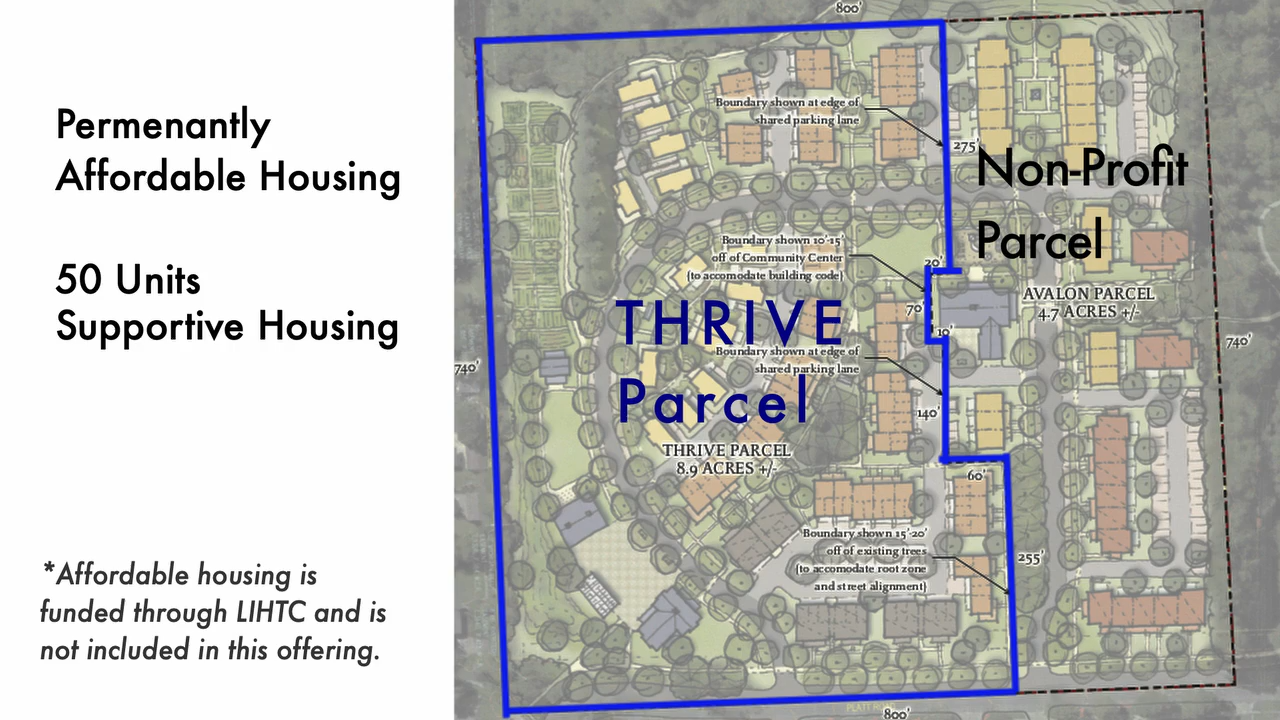 Permenantly
Affordable Housing
50 Units
Supportive Housing
*Affordable housing is
funded through LIHTC and is
not included in this offering.
800'
Boundary shown at edge of
shared parking lane
275'
Non-Profit
Parcel
Boundary shown 10'-15'
off of Community Center
(to accomodate building code)
20'
70'
10'
AVALON PARCEL
4.7 ACRES +/-
THRIVE
Parcel
Boundary shown at edge of
shared parking lane
740'
740'
140'
THRIVE PARCEL
8.9 ACRES +/-
60'
Boundary shown 15'-20'
off of existing trees
(to accomodate root zone
and street alignment)
255'
PLATT ROAD
800'